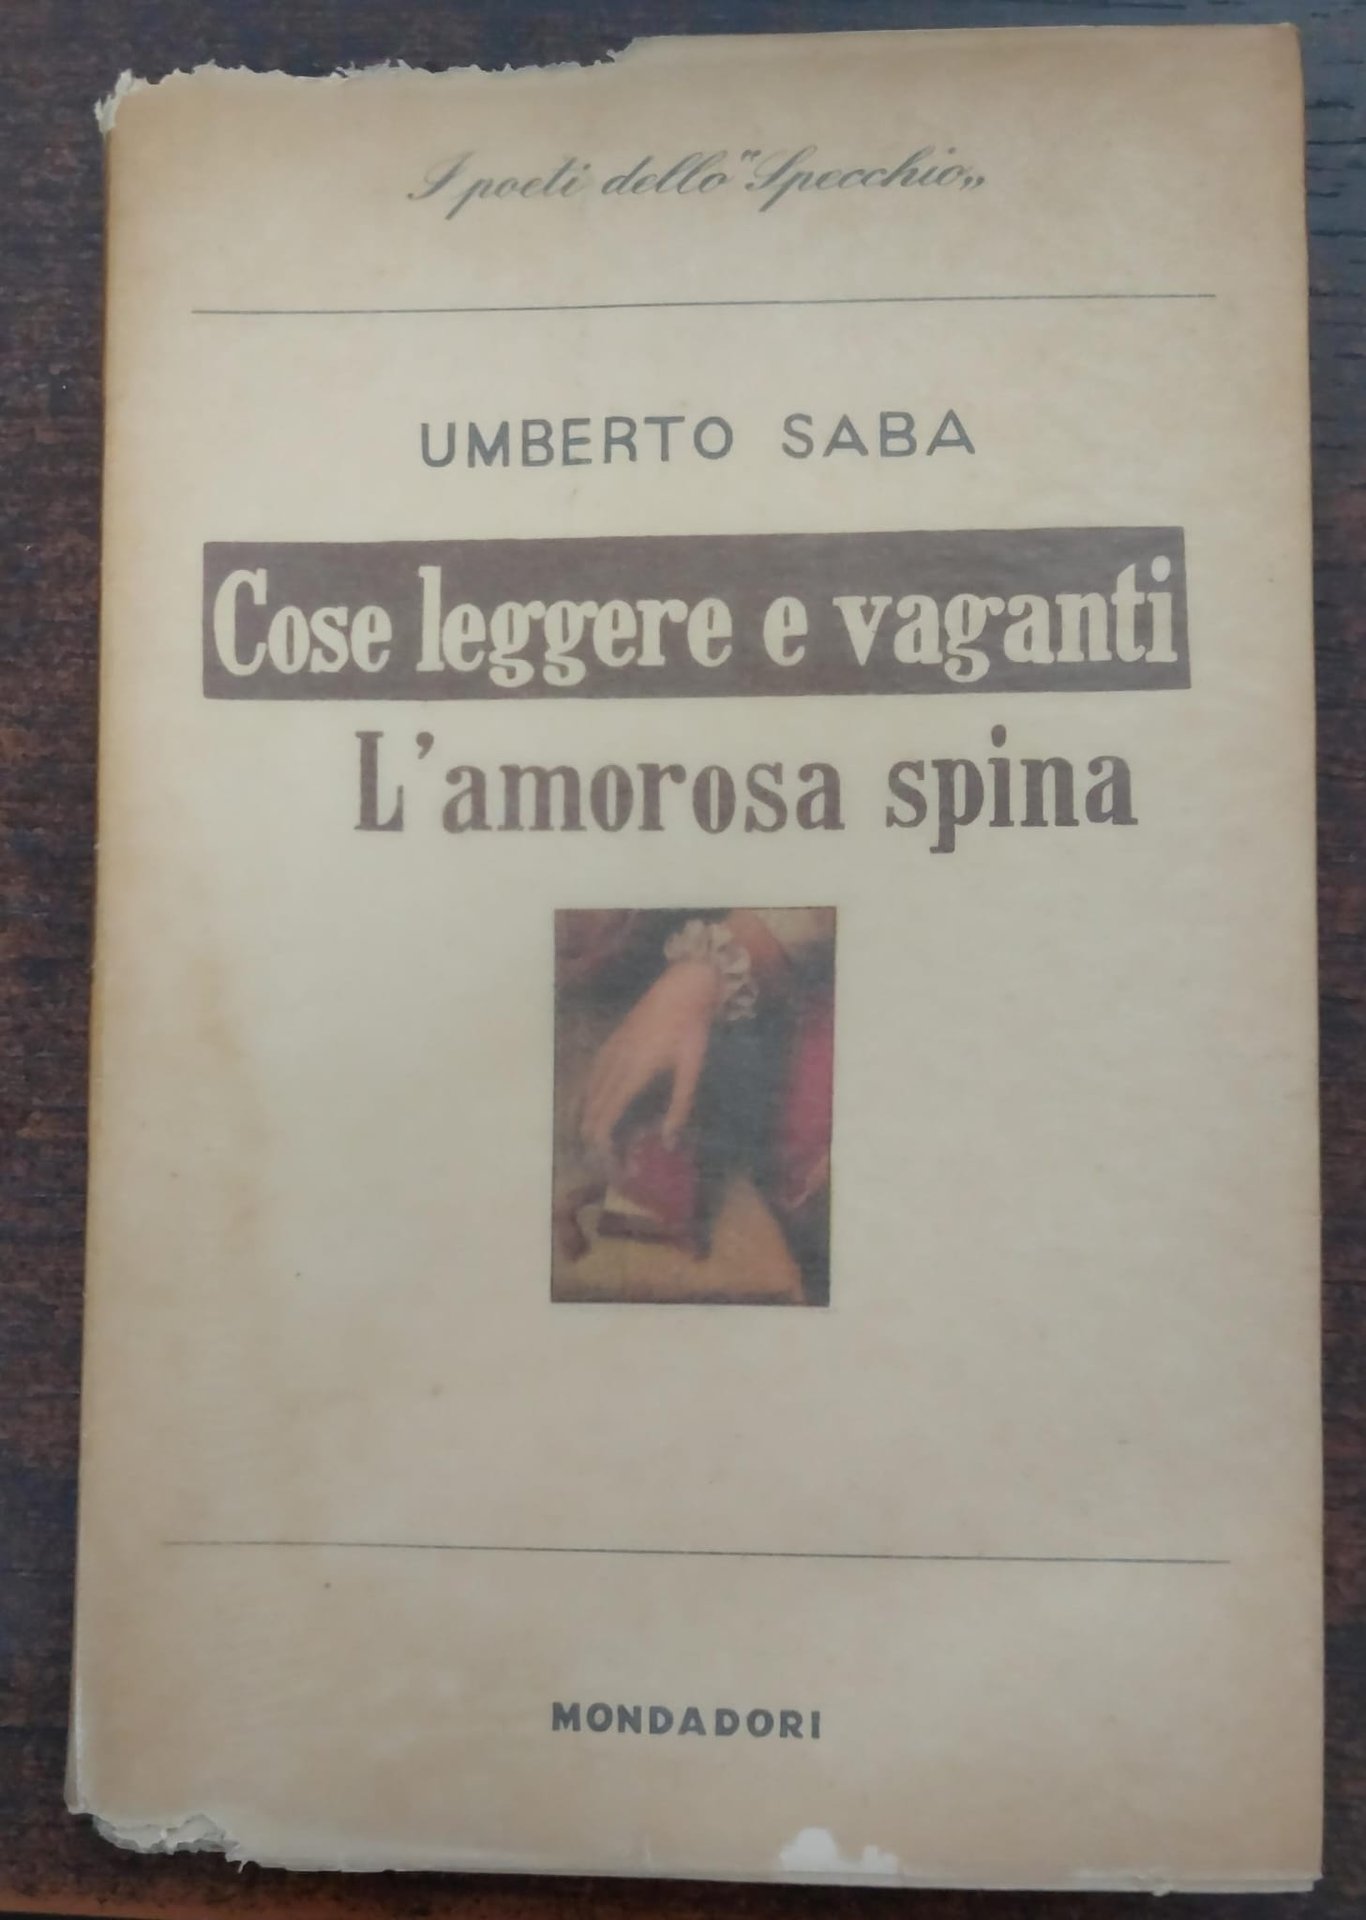 I poeti dello "Specchio„
UMBERTO SABA
Cose leggere e vaganti
L'amorosa spina
MONDADORI